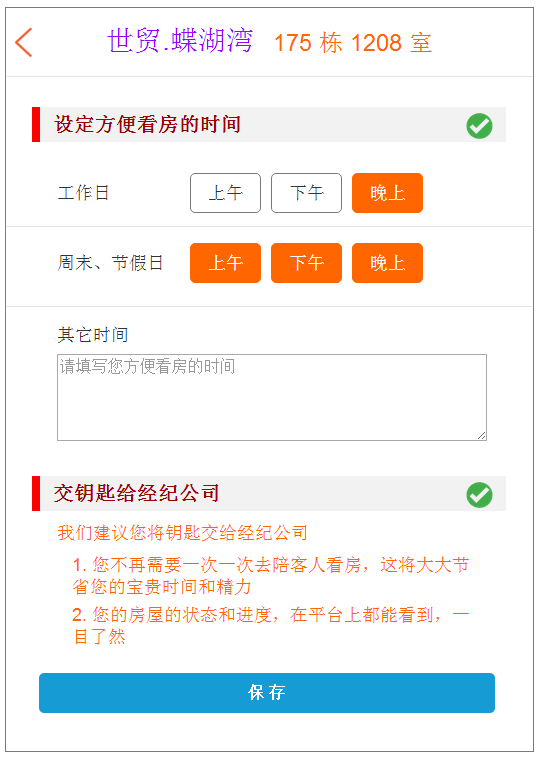 世贸.蝶湖湾 175 栋 1208 室
设定方便看房的时间
工作日 上午 下午 晚上
周末、节假日 上午 下午 晚上
其它时间
请填写您方便看房的时间
交钥匙给经纪公司
我们建议您将钥匙交给经纪公司
1. 您不再需要一次一次去陪客人看房，这将大大节
省您的宝贵时间和精力
2. 您的房屋的状态和进度，在平台上都能看到，一
目了然
保 存